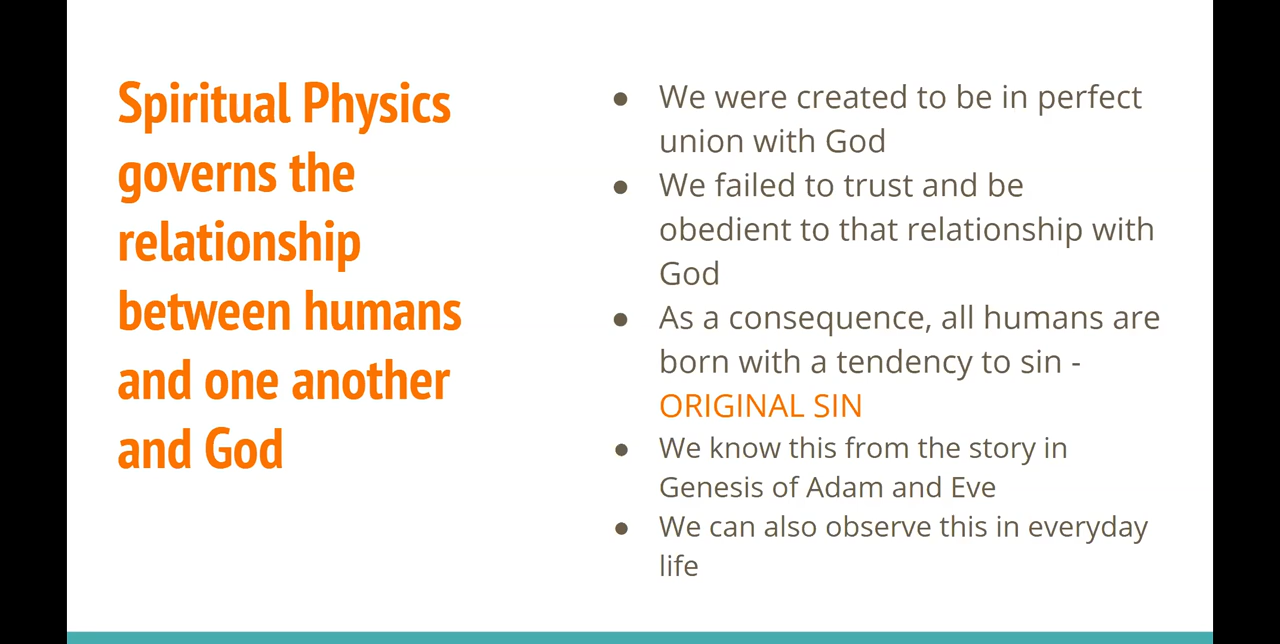 Spiritual Physics
governs the
relationship
between humans
and one another
and God
● We were created to be in perfect
union with God
● We failed to trust and be
obedient to that relationship with
God
● As a consequence, all humans are
born with a tendency to sin -
ORIGINAL SIN
● We know this from the story in
Genesis of Adam and Eve
● We can also observe this in everyday
life